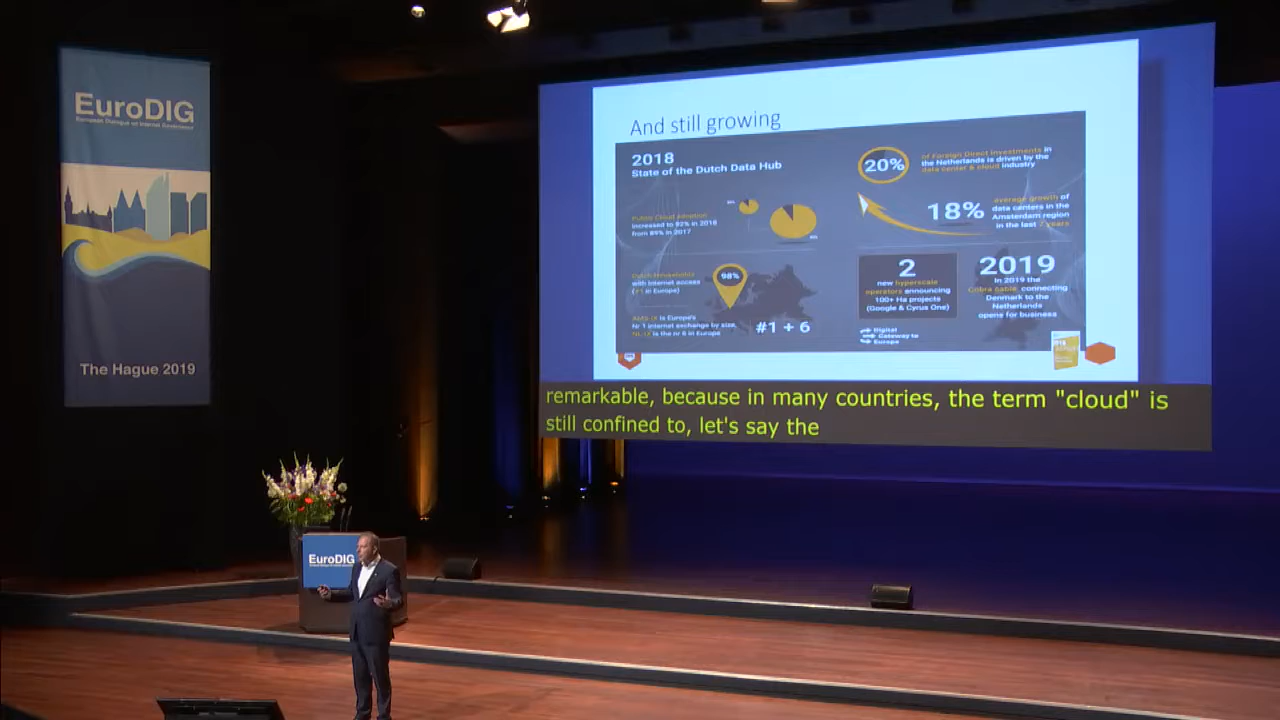 EuroDIG
European Dialogue on Internet Governance
The Hague 2019
And still growing
2018
State of the Dutch Data Hub
Public Cloud Adoption
increased to 92% in 2018
from 89% in 2017
Dutch Households
with internet access
(#1 in Europe)
98%
AMS-IX is Europe's
Nr 1 internet exchange by size,
NL-IX is the nr 6 in Europe
#1 + 6
20%
of Foreign Direct Investments in
the Netherlands is driven by the
data center & cloud industry
18%
average growth of
data centers in the
Amsterdam region
in the last 7 years
2
new hyperscale
operators announcing
100+ Ha projects
(Google & Cyrus One)
2019
In 2019 the
Cobra cable connecting
Denmark to the
Netherlands
opens for business
Digital
Gateway to
Europe
remarkable, because in many countries, the term "cloud" is
still confined to, let's say the
EuroDIG